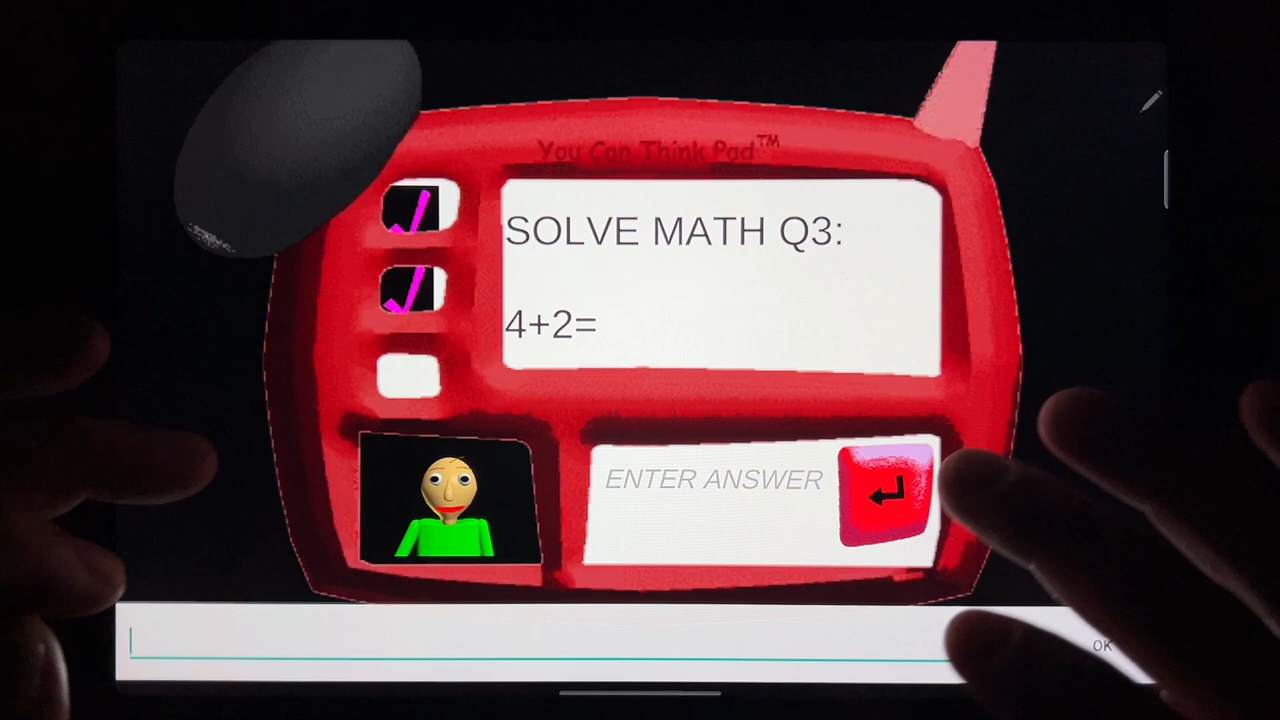 You Can Think Pad™
SOLVE MATH Q3:
4+2=
ENTER ANSWER
OK